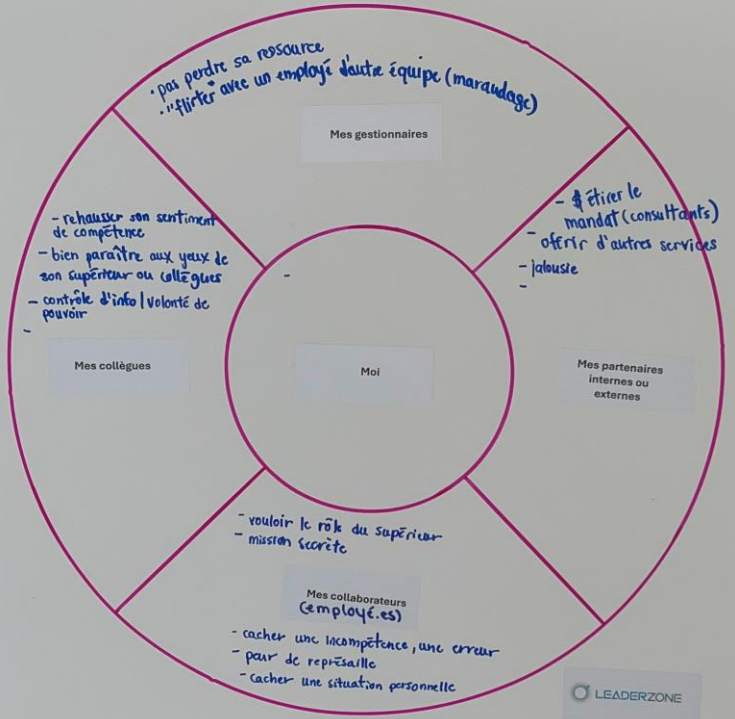 • pas perdre sa ressource
• "flirter" avec un employé d'autre équipe (maraudage)
Mes gestionnaires
- rehausser son sentiment
de compétence
- bien paraître aux yeux de
son supérieur ou collègues
- contrôle d'info / volonté de
pouvoir
-
Mes collègues
-
Moi
- $ étirer le
mandat (consultants)
- offrir d'autres services
- jalousie
-
Mes partenaires
internes ou
externes
- vouloir le rôle du supérieur
- mission secrète
Mes collaborateurs
(employé.es)
- cacher une incompétence, une erreur
- peur de représaille
- cacher une situation personnelle
LEADERZONE